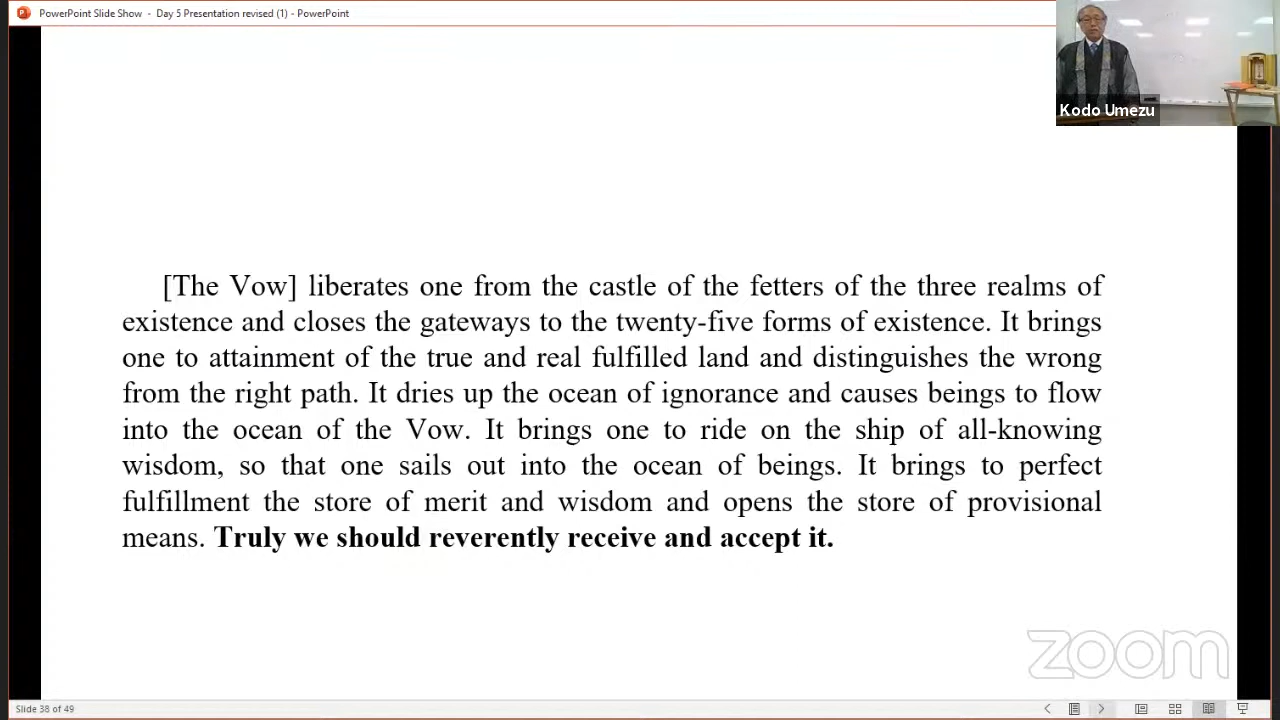 PowerPoint Slide Show - Day 5 Presentation revised (1) - PowerPoint
Kodo Umezu
[The Vow] liberates one from the castle of the fetters of the three realms of
existence and closes the gateways to the twenty-five forms of existence. It brings
one to attainment of the true and real fulfilled land and distinguishes the wrong
from the right path. It dries up the ocean of ignorance and causes beings to flow
into the ocean of the Vow. It brings one to ride on the ship of all-knowing
wisdom, so that one sails out into the ocean of beings. It brings to perfect
fulfillment the store of merit and wisdom and opens the store of provisional
means. Truly we should reverently receive and accept it.
zoom
Slide 38 of 49